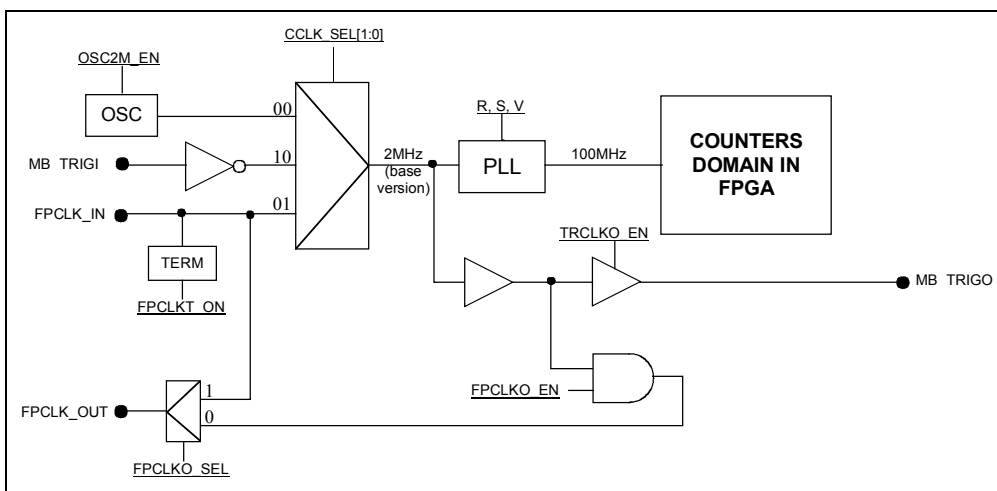 CCLK_SEL[1:0]
OSC2M_EN
OSC
00
R, S, V
MB TRIGI
10
2MHz
(base
version)
PLL
100MHz
COUNTERS
DOMAIN IN
FPGA
FPCLK_IN
01
TERM
FPCLKT_ON
TRCLKO_EN
MB TRIGO
FPCLKO_EN
FPCLK_OUT
1
0
FPCLKO_SEL